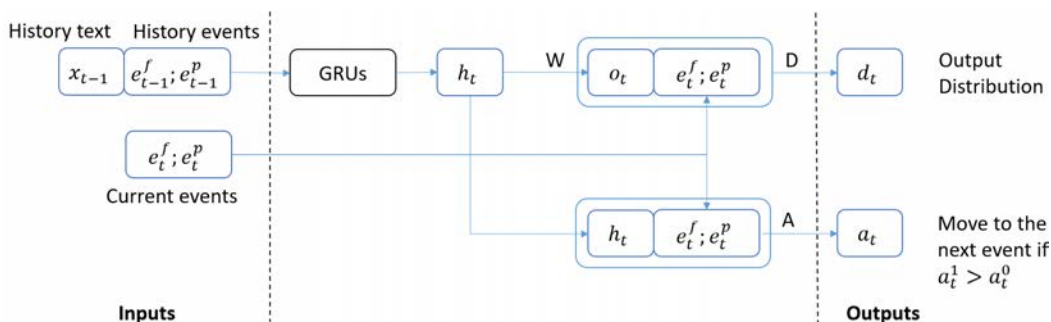 History text History events
x_{t-1} e^f_{t-1}; e^p_{t-1} GRUs h_t W o_t e^f_t; e^p_t D d_t Output
Distribution
e^f_t; e^p_t
Current events
h_t e^f_t; e^p_t A a_t Move to the
next event if
a^1_t > a^0_t
Inputs Outputs